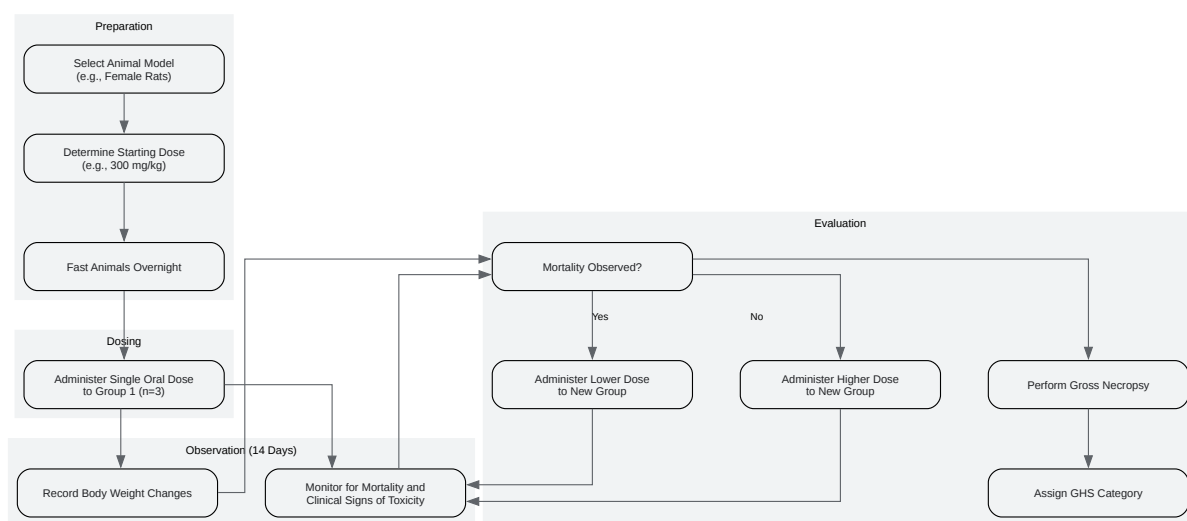 Preparation
Select Animal Model
(e.g., Female Rats)
Determine Starting Dose
(e.g., 300 mg/kg)
Fast Animals Overnight
Dosing
Administer Single Oral Dose
to Group 1 (n=3)
Observation (14 Days)
Record Body Weight Changes
Monitor for Mortality and
Clinical Signs of Toxicity
Evaluation
Mortality Observed?
Yes
No
Administer Lower Dose
to New Group
Administer Higher Dose
to New Group
Perform Gross Necropsy
Assign GHS Category